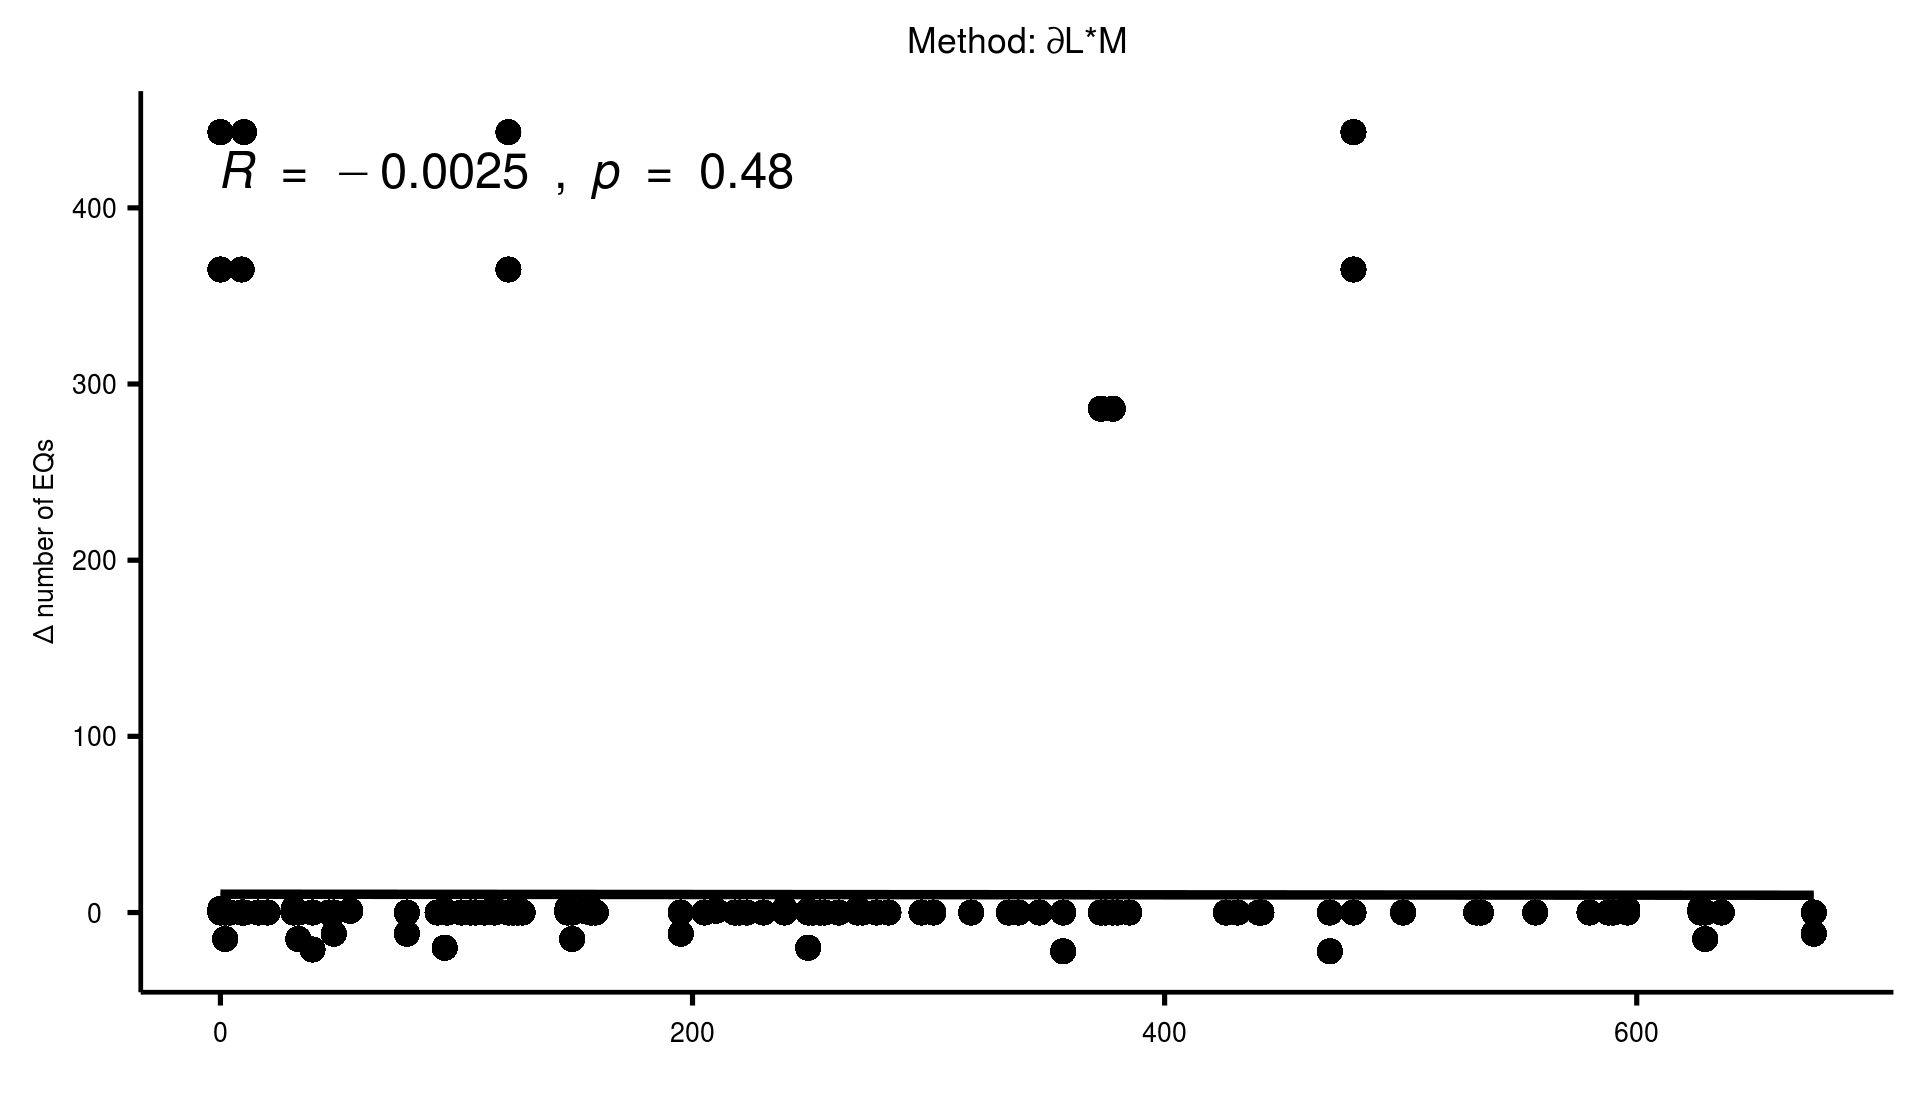 Method: ∂L*M
R = − 0.0025 , p = 0.48
Δ number of EQs
400
300
200
100
0
0 200 400 600